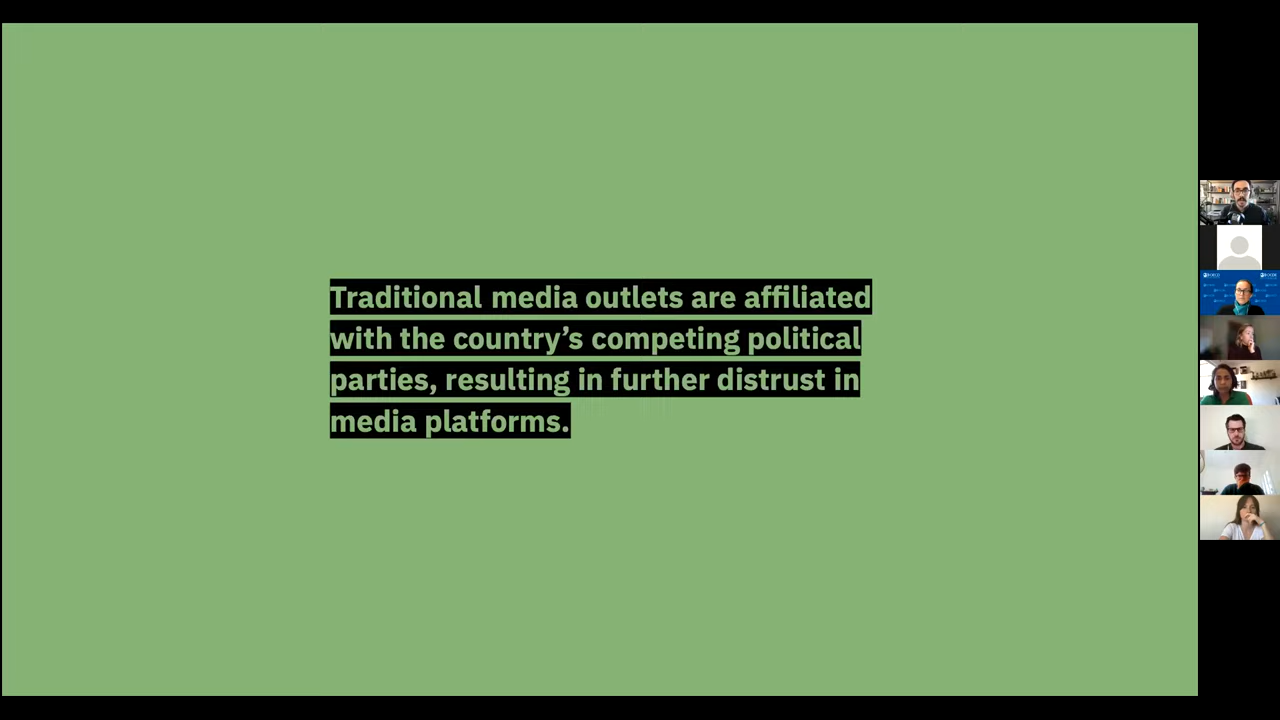 Traditional media outlets are affiliated
with the country’s competing political
parties, resulting in further distrust in
media platforms.